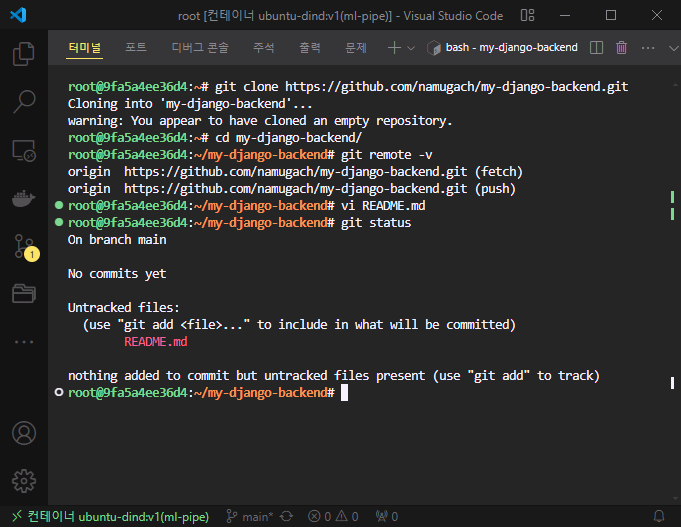 root [컨테이너 ubuntu-dind:v1(ml-pipe)] - Visual Studio Code
터미널 포트 디버그 콘솔 주석 출력 문제 bash - my-django-backend
root@9fa5a4ee36d4:~# git clone https://github.com/namugach/my-django-backend.git
Cloning into 'my-django-backend'...
warning: You appear to have cloned an empty repository.
root@9fa5a4ee36d4:~# cd my-django-backend/
root@9fa5a4ee36d4:~/my-django-backend# git remote -v
origin  https://github.com/namugach/my-django-backend.git (fetch)
origin  https://github.com/namugach/my-django-backend.git (push)
root@9fa5a4ee36d4:~/my-django-backend# vi README.md
root@9fa5a4ee36d4:~/my-django-backend# git status
On branch main
No commits yet
Untracked files:
(use "git add <file>..." to include in what will be committed)
README.md
nothing added to commit but untracked files present (use "git add" to track)
root@9fa5a4ee36d4:~/my-django-backend#
1
컨테이너 ubuntu-dind:v1(ml-pipe) main* 0 0 0